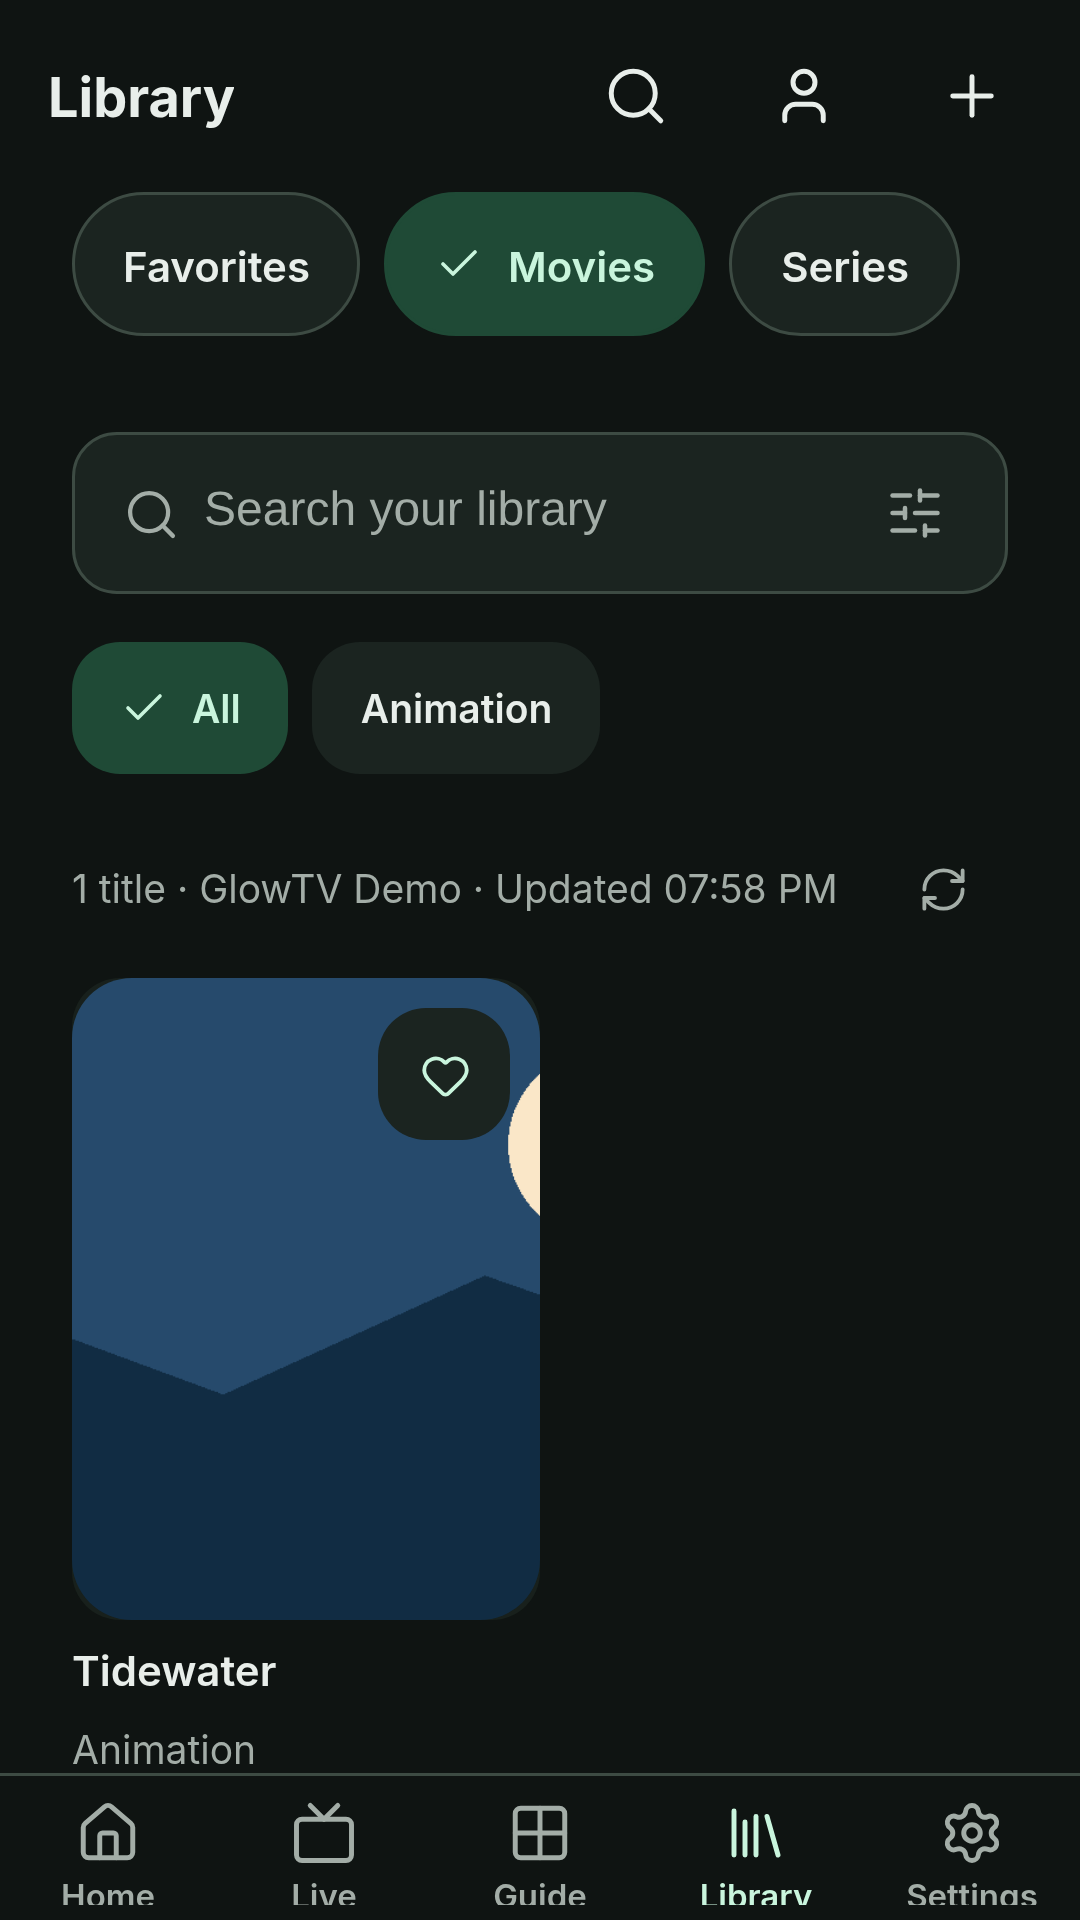 Library
Favorites
Movies
Series
Search your library
All
Animation
1 title · GlowTV Demo · Updated 07:58 PM
Tidewater
Animation
Home
Live
Guide
Library
Settings